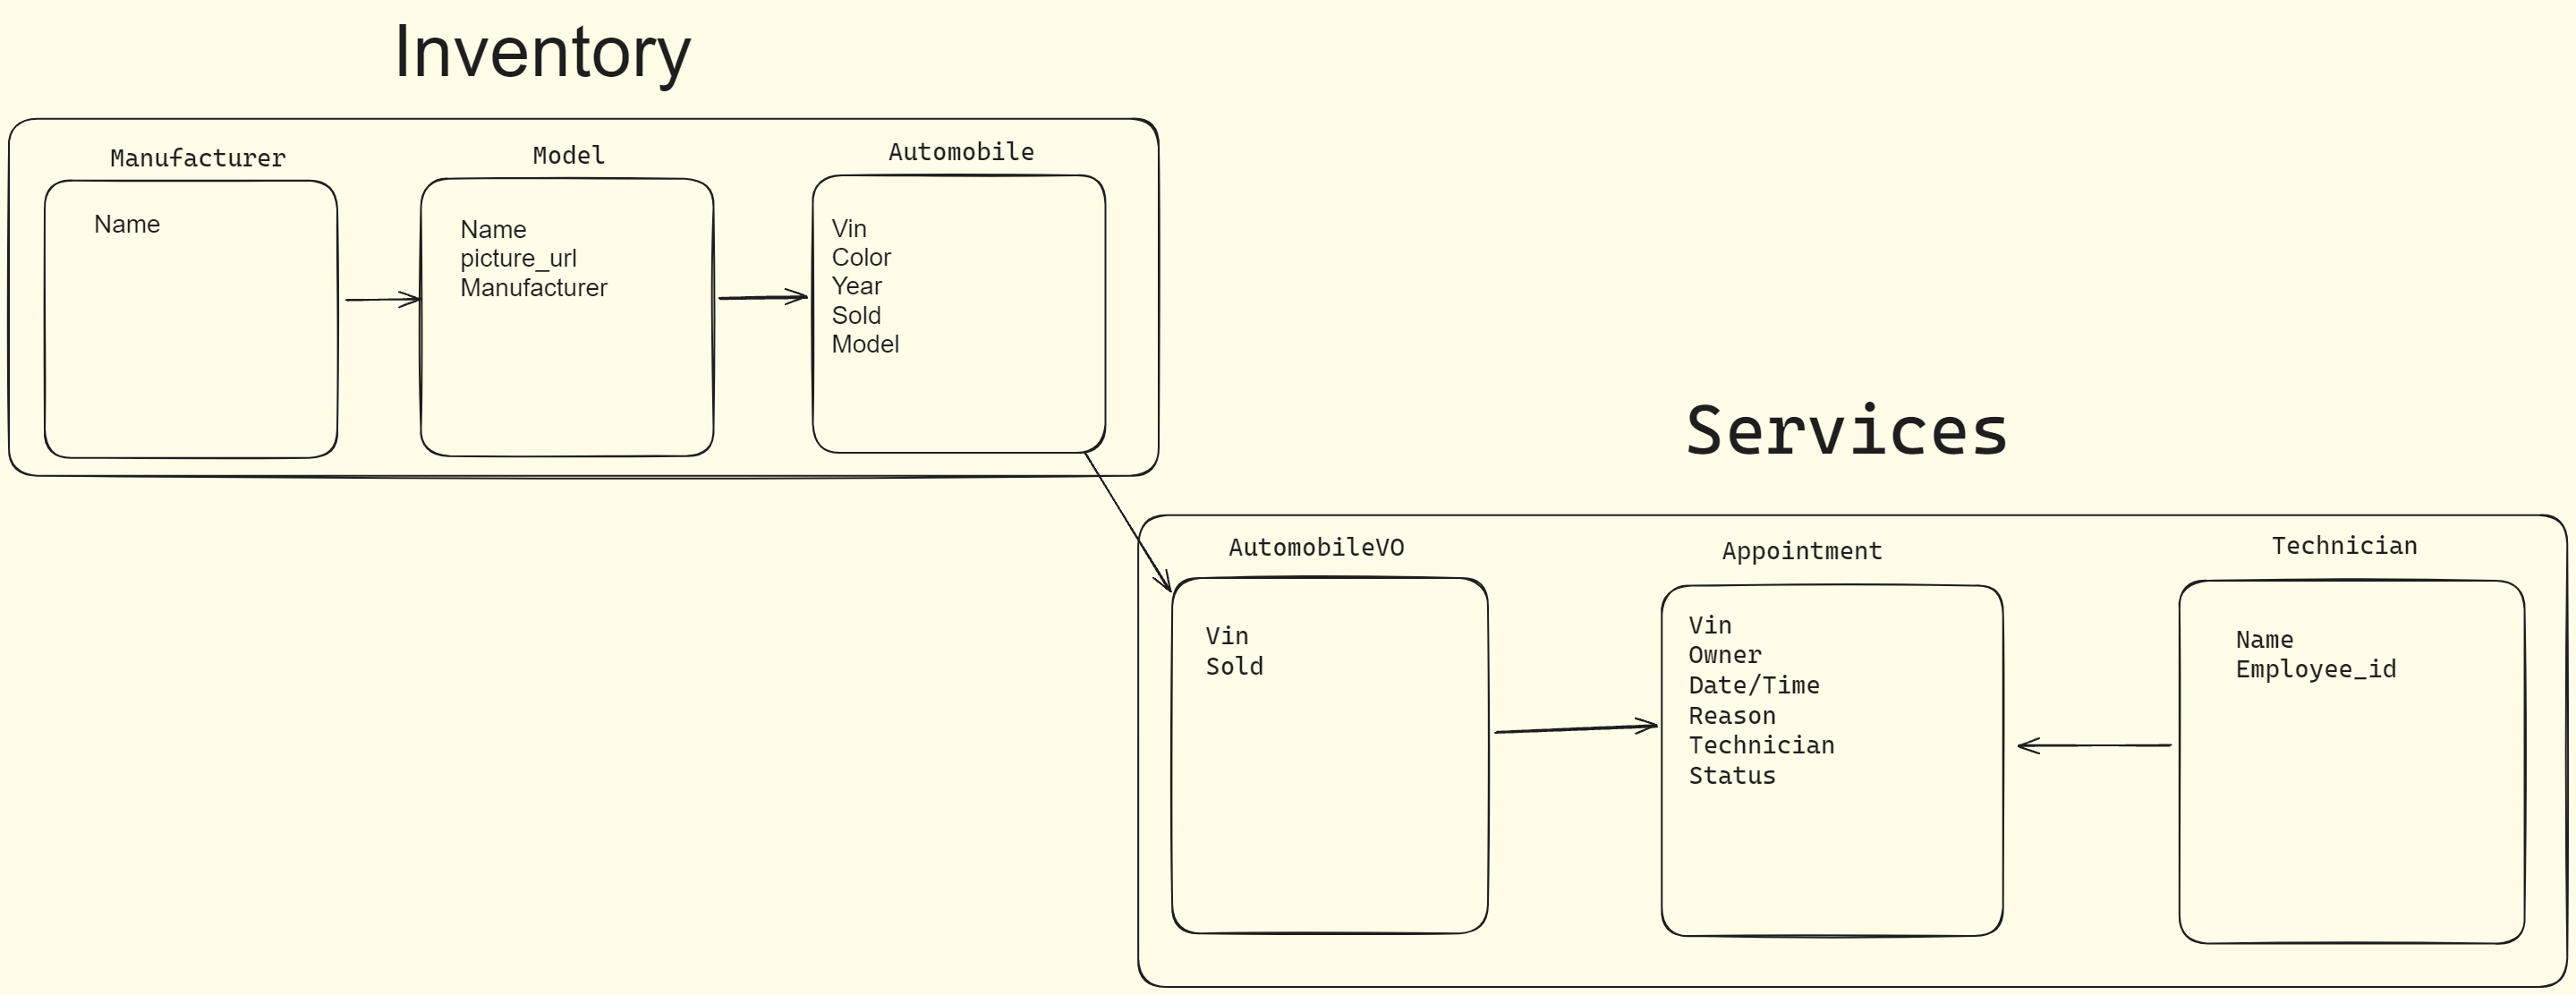 Inventory
Manufacturer
Name
Model
Name
picture_url
Manufacturer
Automobile
Vin
Color
Year
Sold
Model
Services
AutomobileVO
Vin
Sold
Appointment
Vin
Owner
Date/Time
Reason
Technician
Status
Technician
Name
Employee_id